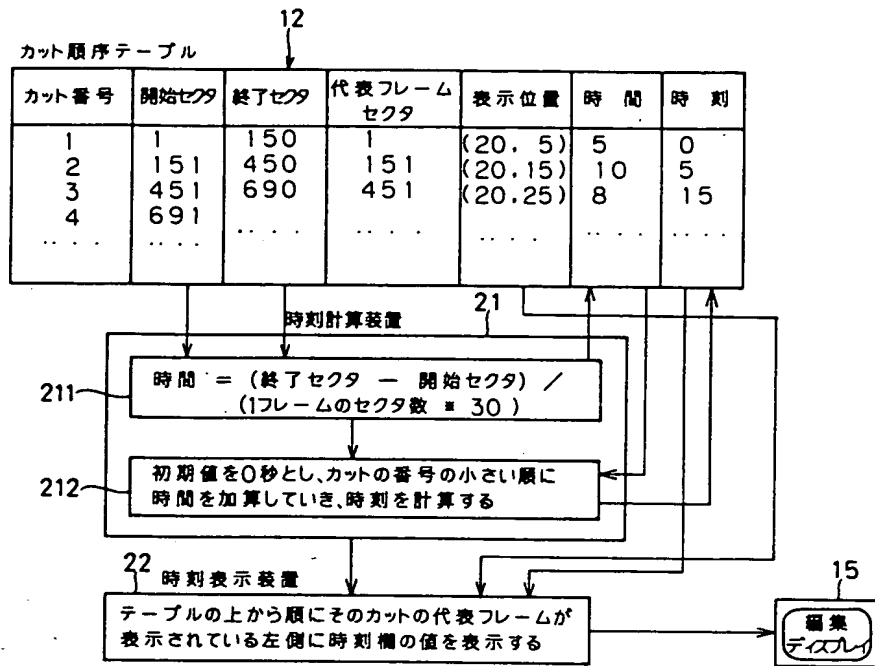 12
カット順序テーブル
カット番号 開始セクタ 終了セクタ 代表フレーム 表示位置 時間 時刻
セクタ
1 1 150 1 (20, 5) 5 0
2 151 450 151 (20,15) 10 5
3 451 690 451 (20,25) 8 15
4 691
‥‥ ‥‥ ‥‥ ‥‥ ‥‥ ‥‥ ‥‥
時刻計算装置 21
211 時間 = (終了セクタ － 開始セクタ) /
(1フレームのセクタ数 * 30 )
212 初期値を0秒とし、カットの番号の小さい順に
時間を加算していき、時刻を計算する
22 時刻表示装置
テーブルの上から順にそのカットの代表フレームが
表示されている左側に時刻欄の値を表示する
15
編集
ディスプレイ